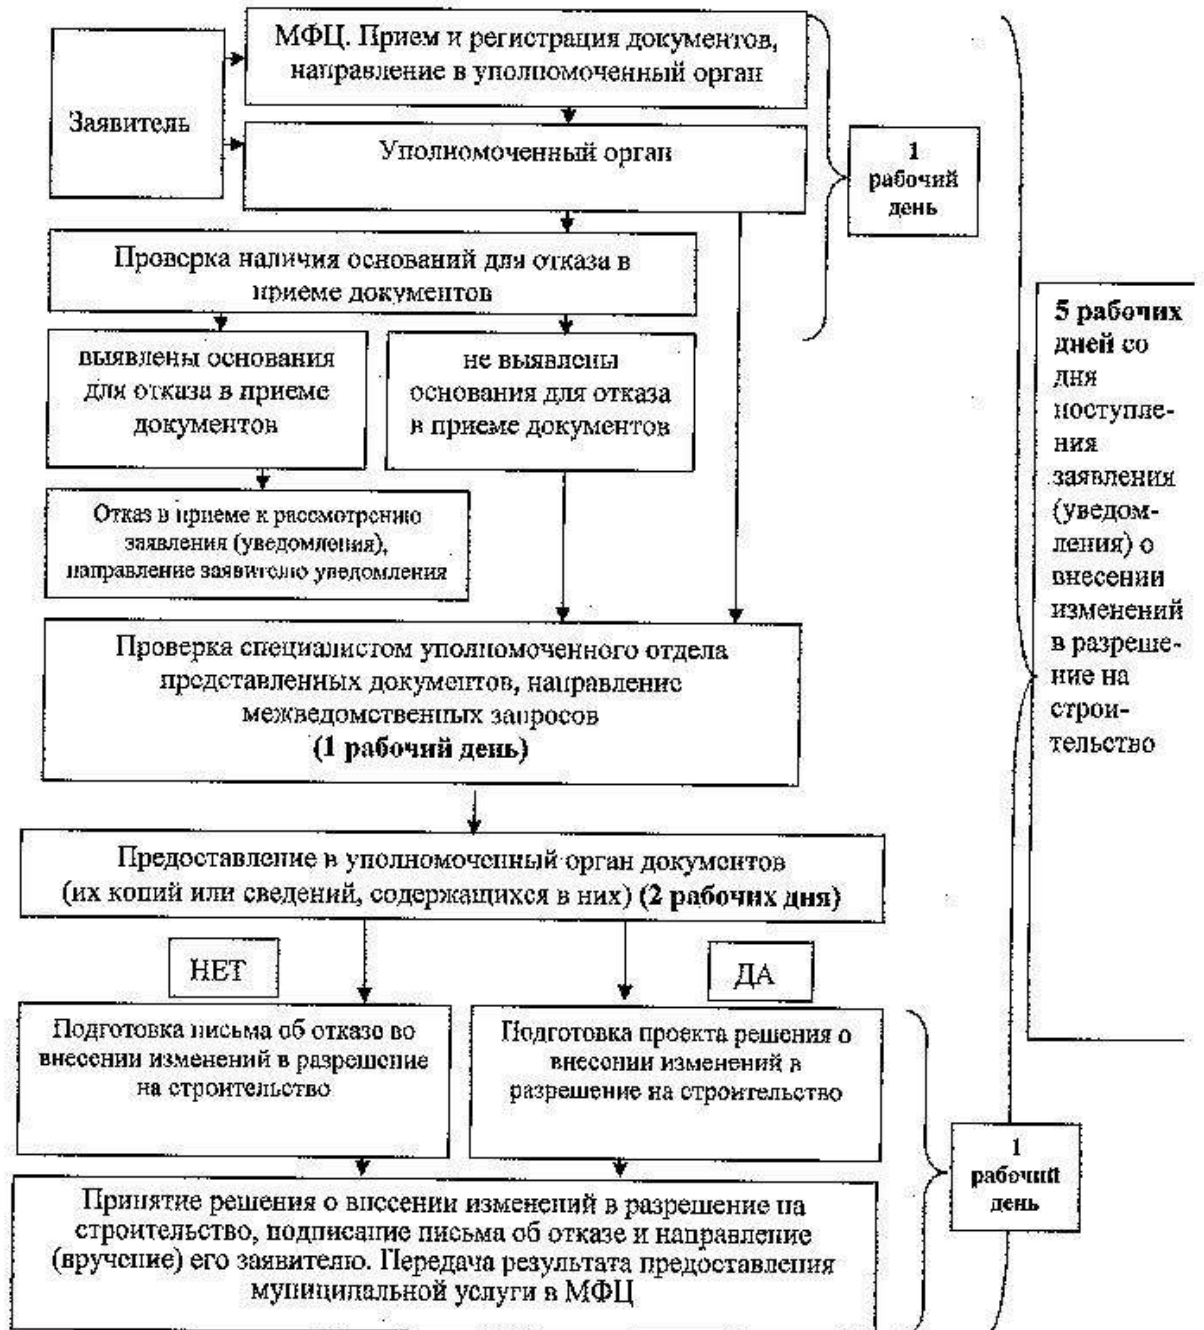 МФЦ. Прием и регистрация документов,
направление в уполномоченный орган
Заявитель
Уполномоченный орган
1
рабочий
день
Проверка наличия оснований для отказа в
приеме документов
выявлены основания
для отказа в приеме
документов
не выявлены
основания для отказа
в приеме документов
Отказ в приеме к рассмотрению
заявления (уведомления),
направление заявителю уведомления
5 рабочих
дней со
дня
поступле-
ния
заявления
(уведом-
ления) о
внесении
изменений
в разреше-
ние на
строи-
тельство
Проверка специалистом уполномоченного отдела
представленных документов, направление
межведомственных запросов
(1 рабочий день)
Предоставление в уполномоченный орган документов
(их копий или сведений, содержащихся в них) (2 рабочих дня)
НЕТ
ДА
Подготовка письма об отказе во
внесении изменений в разрешение
на строительство
Подготовка проекта решения о
внесении изменений в
разрешение на строительство
1
рабочий
день
Принятие решения о внесении изменений в разрешение на
строительство, подписание письма об отказе и направление
(вручение) его заявителю. Передача результата предоставления
муниципальной услуги в МФЦ